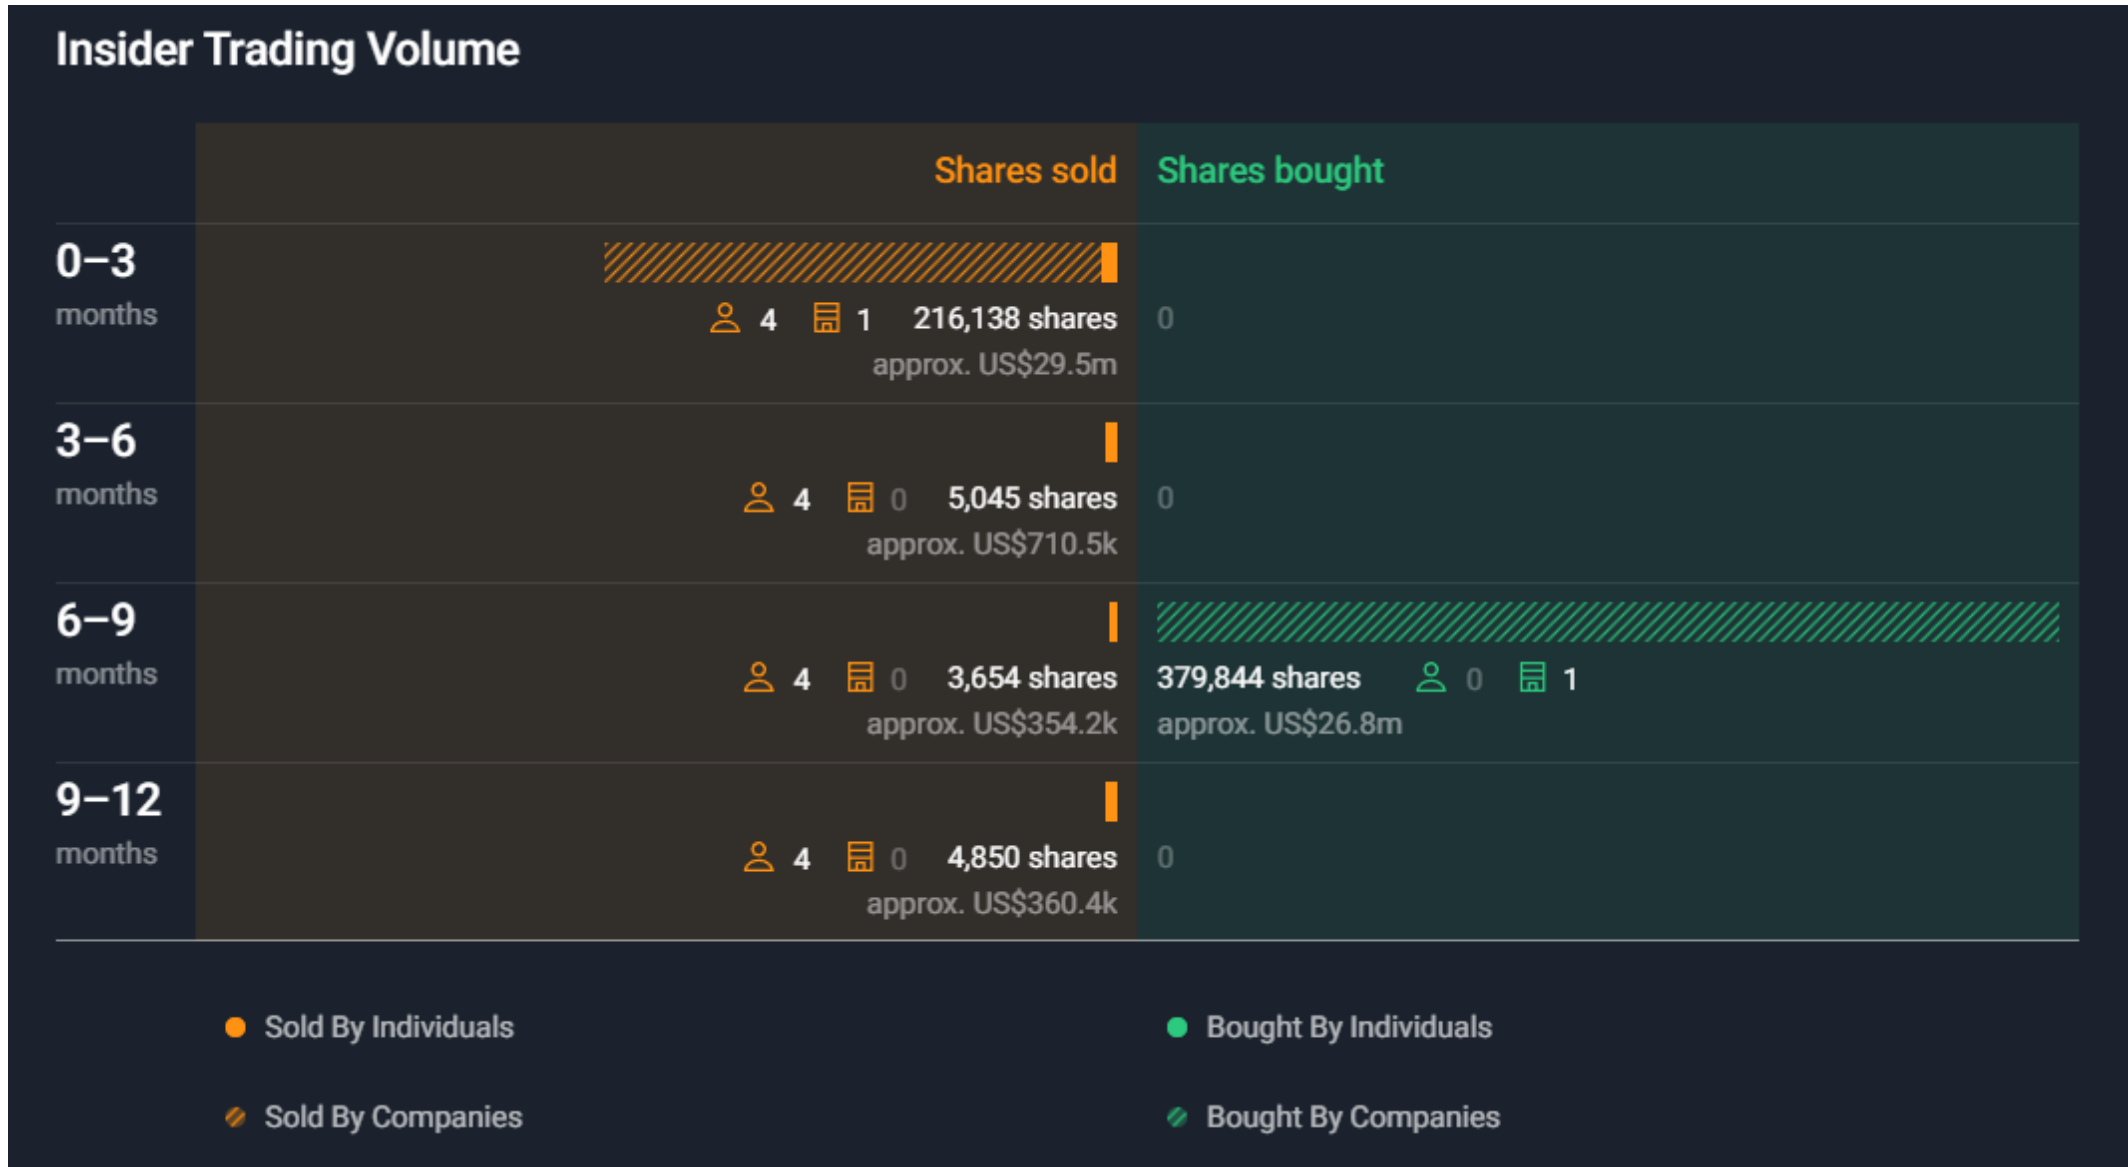 Insider Trading Volume
Shares sold Shares bought
0–3
months
4 1 216,138 shares 0
approx. US$29.5m
3–6
months
4 0 5,045 shares 0
approx. US$710.5k
6–9
months
4 0 3,654 shares 379,844 shares 0 1
approx. US$354.2k approx. US$26.8m
9–12
months
4 0 4,850 shares 0
approx. US$360.4k
Sold By Individuals Bought By Individuals
Sold By Companies Bought By Companies